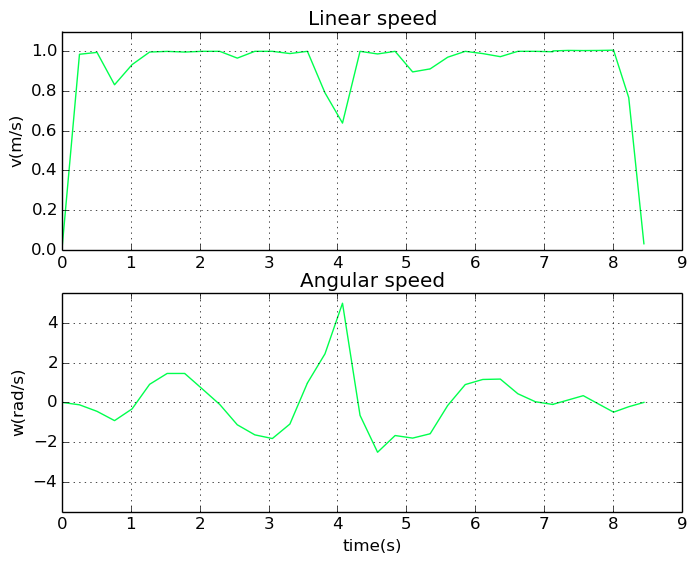 Linear speed
v(m/s)
1.0
0.8
0.6
0.4
0.2
0.0
0 1 2 3 4 5 6 7 8 9
Angular speed
w(rad/s)
4
2
0
−2
−4
0 1 2 3 4 5 6 7 8 9
time(s)